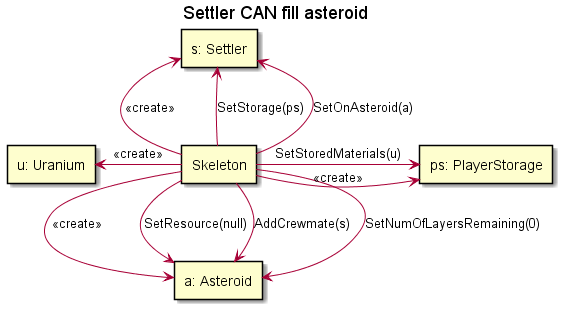 Settler CAN fill asteroid
s: Settler
«create»
SetStorage(ps)
SetOnAsteroid(a)
u: Uranium
«create»
Skeleton
SetStoredMaterials(u)
«create»
ps: PlayerStorage
«create»
SetResource(null)
AddCrewmate(s)
SetNumOfLayersRemaining(0)
a: Asteroid